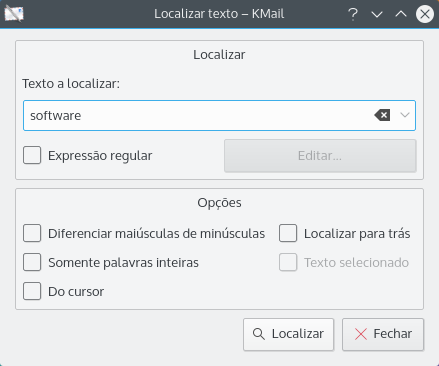 Localizar texto – KMail
Localizar
Texto a localizar:
software
Expressão regular
Editar...
Opções
Diferenciar maiúsculas de minúsculas
Localizar para trás
Somente palavras inteiras
Texto selecionado
Do cursor
Localizar
Fechar